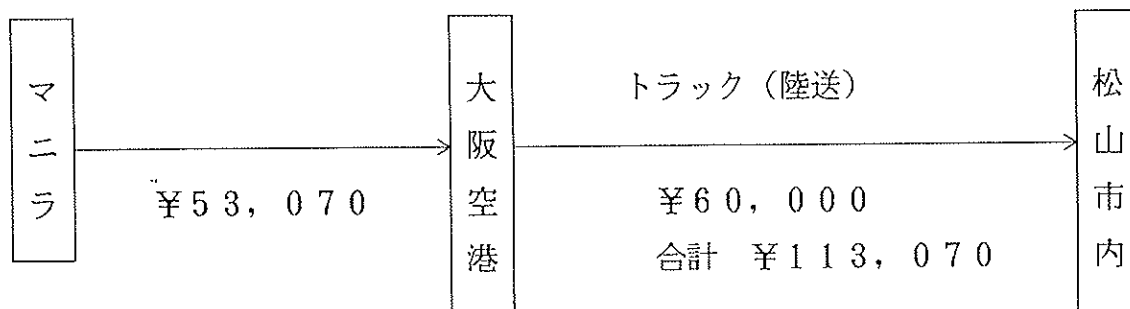 マニラ
¥53,070
大阪空港
トラック（陸送）
¥60,000
合計 ¥113,070
松山市内